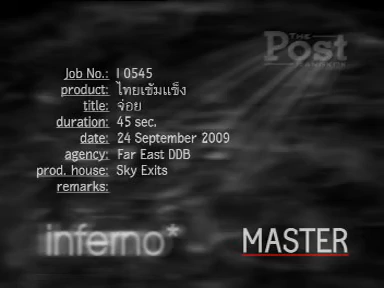 THE
Post
BANGKOK
Job No.: I 0545
product: ไทยเข้มแข็ง
title: จ่อย
duration: 45 sec.
date: 24 September 2009
agency: Far East DDB
prod. house: Sky Exits
remarks:
inferno*
MASTER